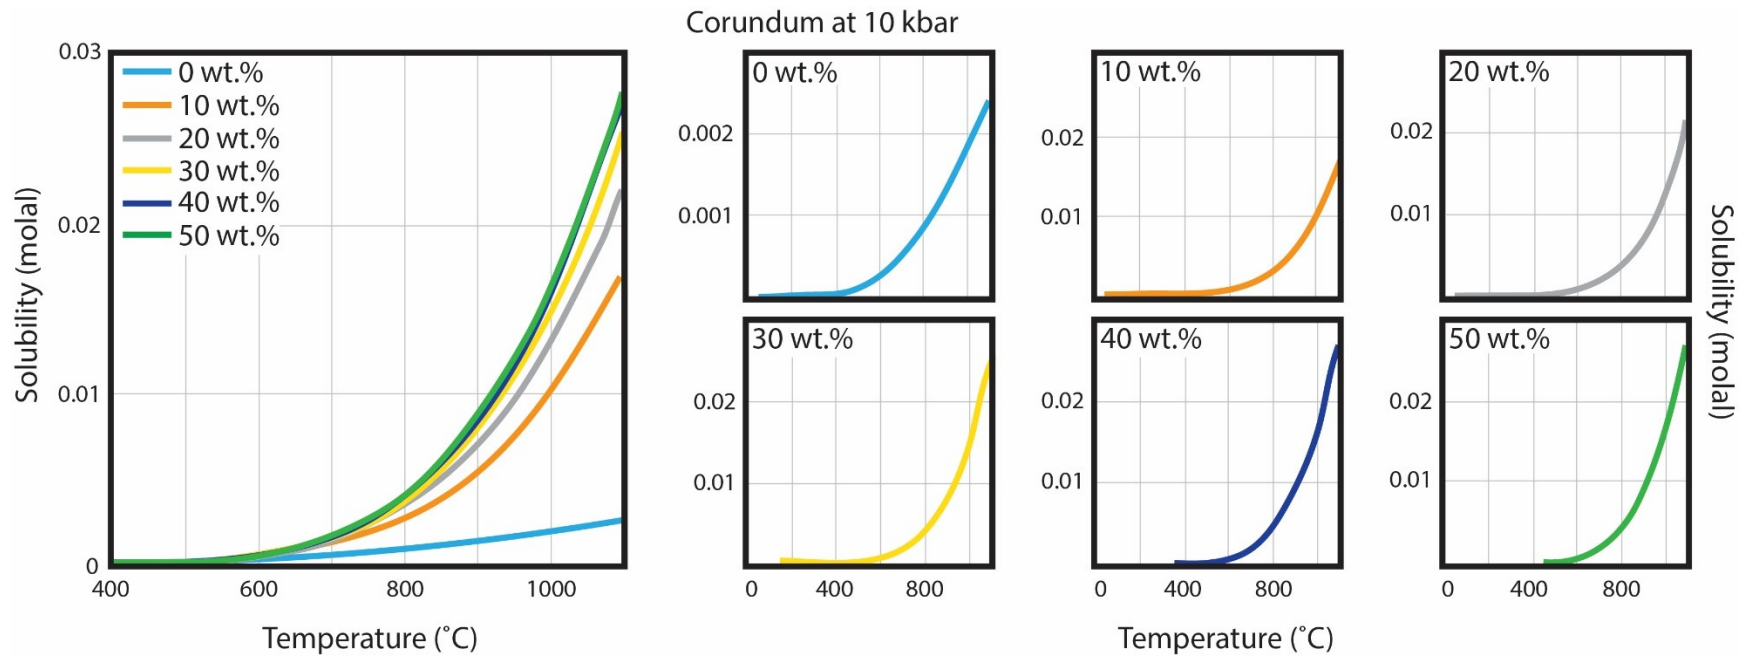 Corundum at 10 kbar
0.03
0.02
0.01
0
400
600
800
1000
0 wt.%
10 wt.%
20 wt.%
30 wt.%
40 wt.%
50 wt.%
Solubility (molal)
Temperature (˚C)
0 wt.%
0.002
0.001
10 wt.%
0.02
0.01
20 wt.%
0.02
0.01
30 wt.%
0.02
0.01
0
400
800
40 wt.%
0.02
0.01
0
400
800
50 wt.%
0.02
0.01
0
400
800
Temperature (˚C)
Solubility (molal)